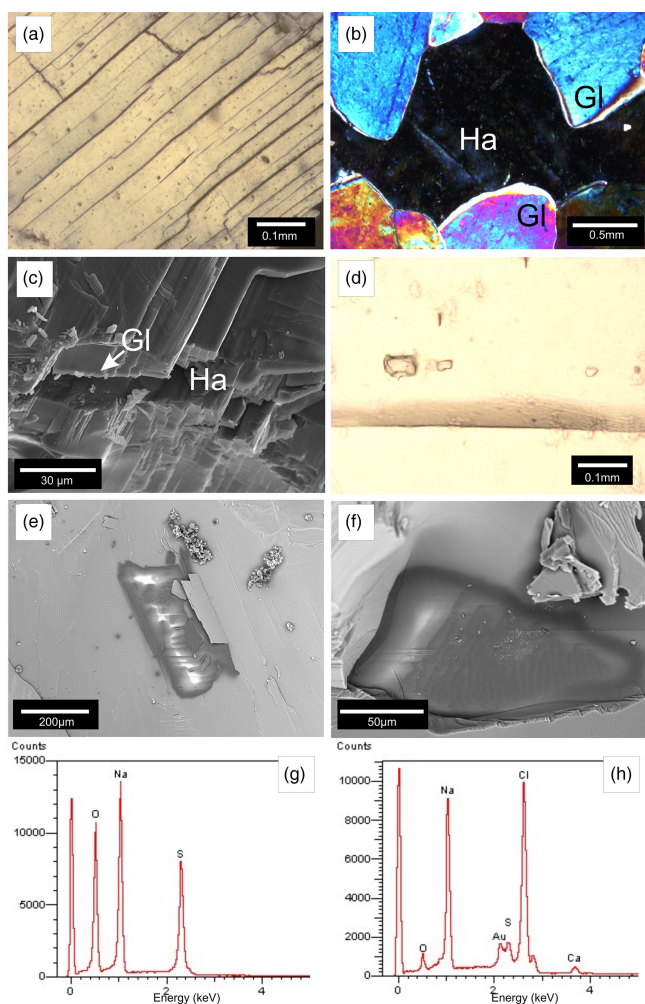 (a)
0.1mm
(b)
Gl
Ha
Gl
0.5mm
(c)
Gl
Ha
30 µm
(d)
0.1mm
(e)
200µm
(f)
50µm
Counts
15000
10000
5000
0
Na
O
S
(g)
0 2 4
Energy (keV)
Counts
10000
8000
6000
4000
2000
0
Cl
Na
(h)
O
Au
S
Ca
0 2 4
Energy (keV)